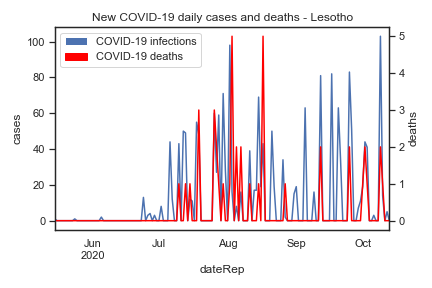 New COVID-19 daily cases and deaths - Lesotho
COVID-19 infections
COVID-19 deaths
cases
100
80
60
40
20
0
deaths
5
4
3
2
1
0
Jun Jul Aug Sep Oct
2020
dateRep